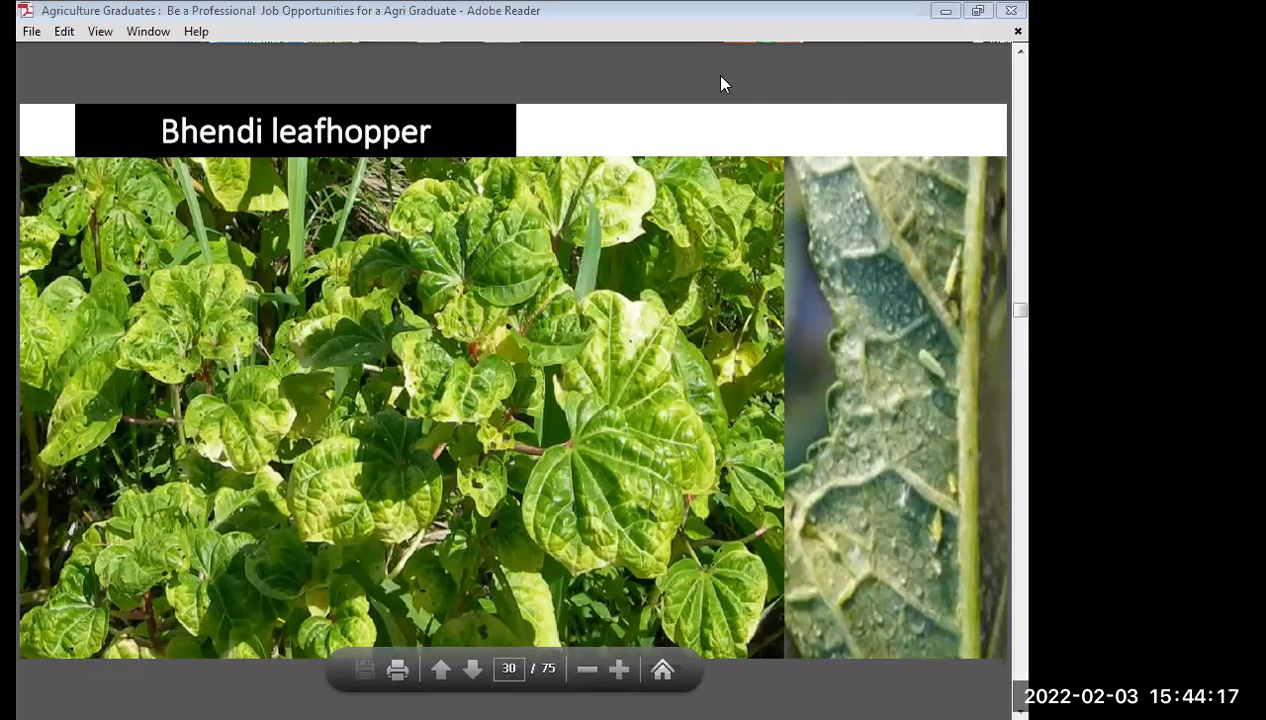 Agriculture Graduates : Be a Professional Job Opportunities for a Agri Graduate - Adobe Reader
File Edit View Window Help
Bhendi leafhopper
30 / 75
2022-02-03 15:44:17